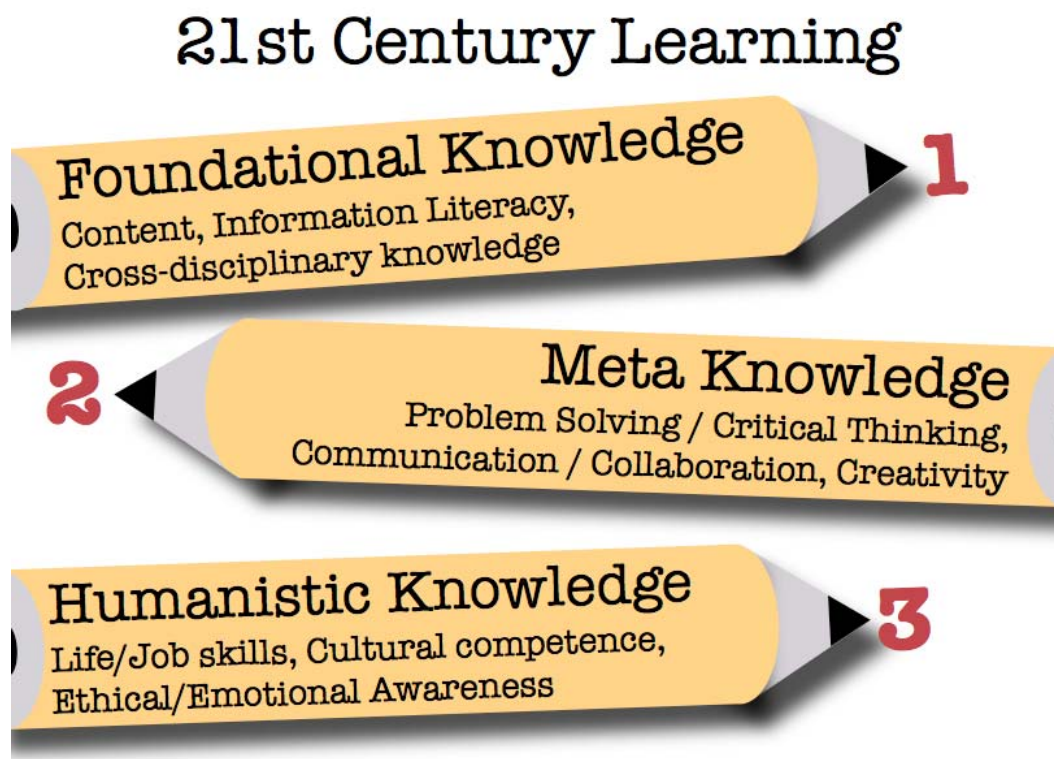 21st Century Learning
Foundational Knowledge
Content, Information Literacy,
Cross-disciplinary knowledge
1
2
Meta Knowledge
Problem Solving / Critical Thinking,
Communication / Collaboration, Creativity
Humanistic Knowledge
Life/Job skills, Cultural competence,
Ethical/Emotional Awareness
3